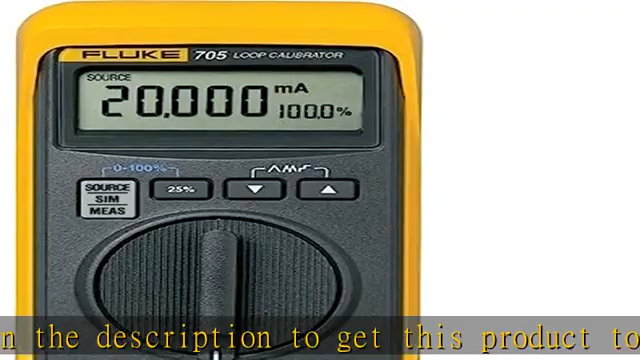 FLUKE 705 LOOP CALIBRATOR
SOURCE
20.000 mA 100.0%
0-100%
SOURCE 25%
SIM
MEAS
n the description to get this product to